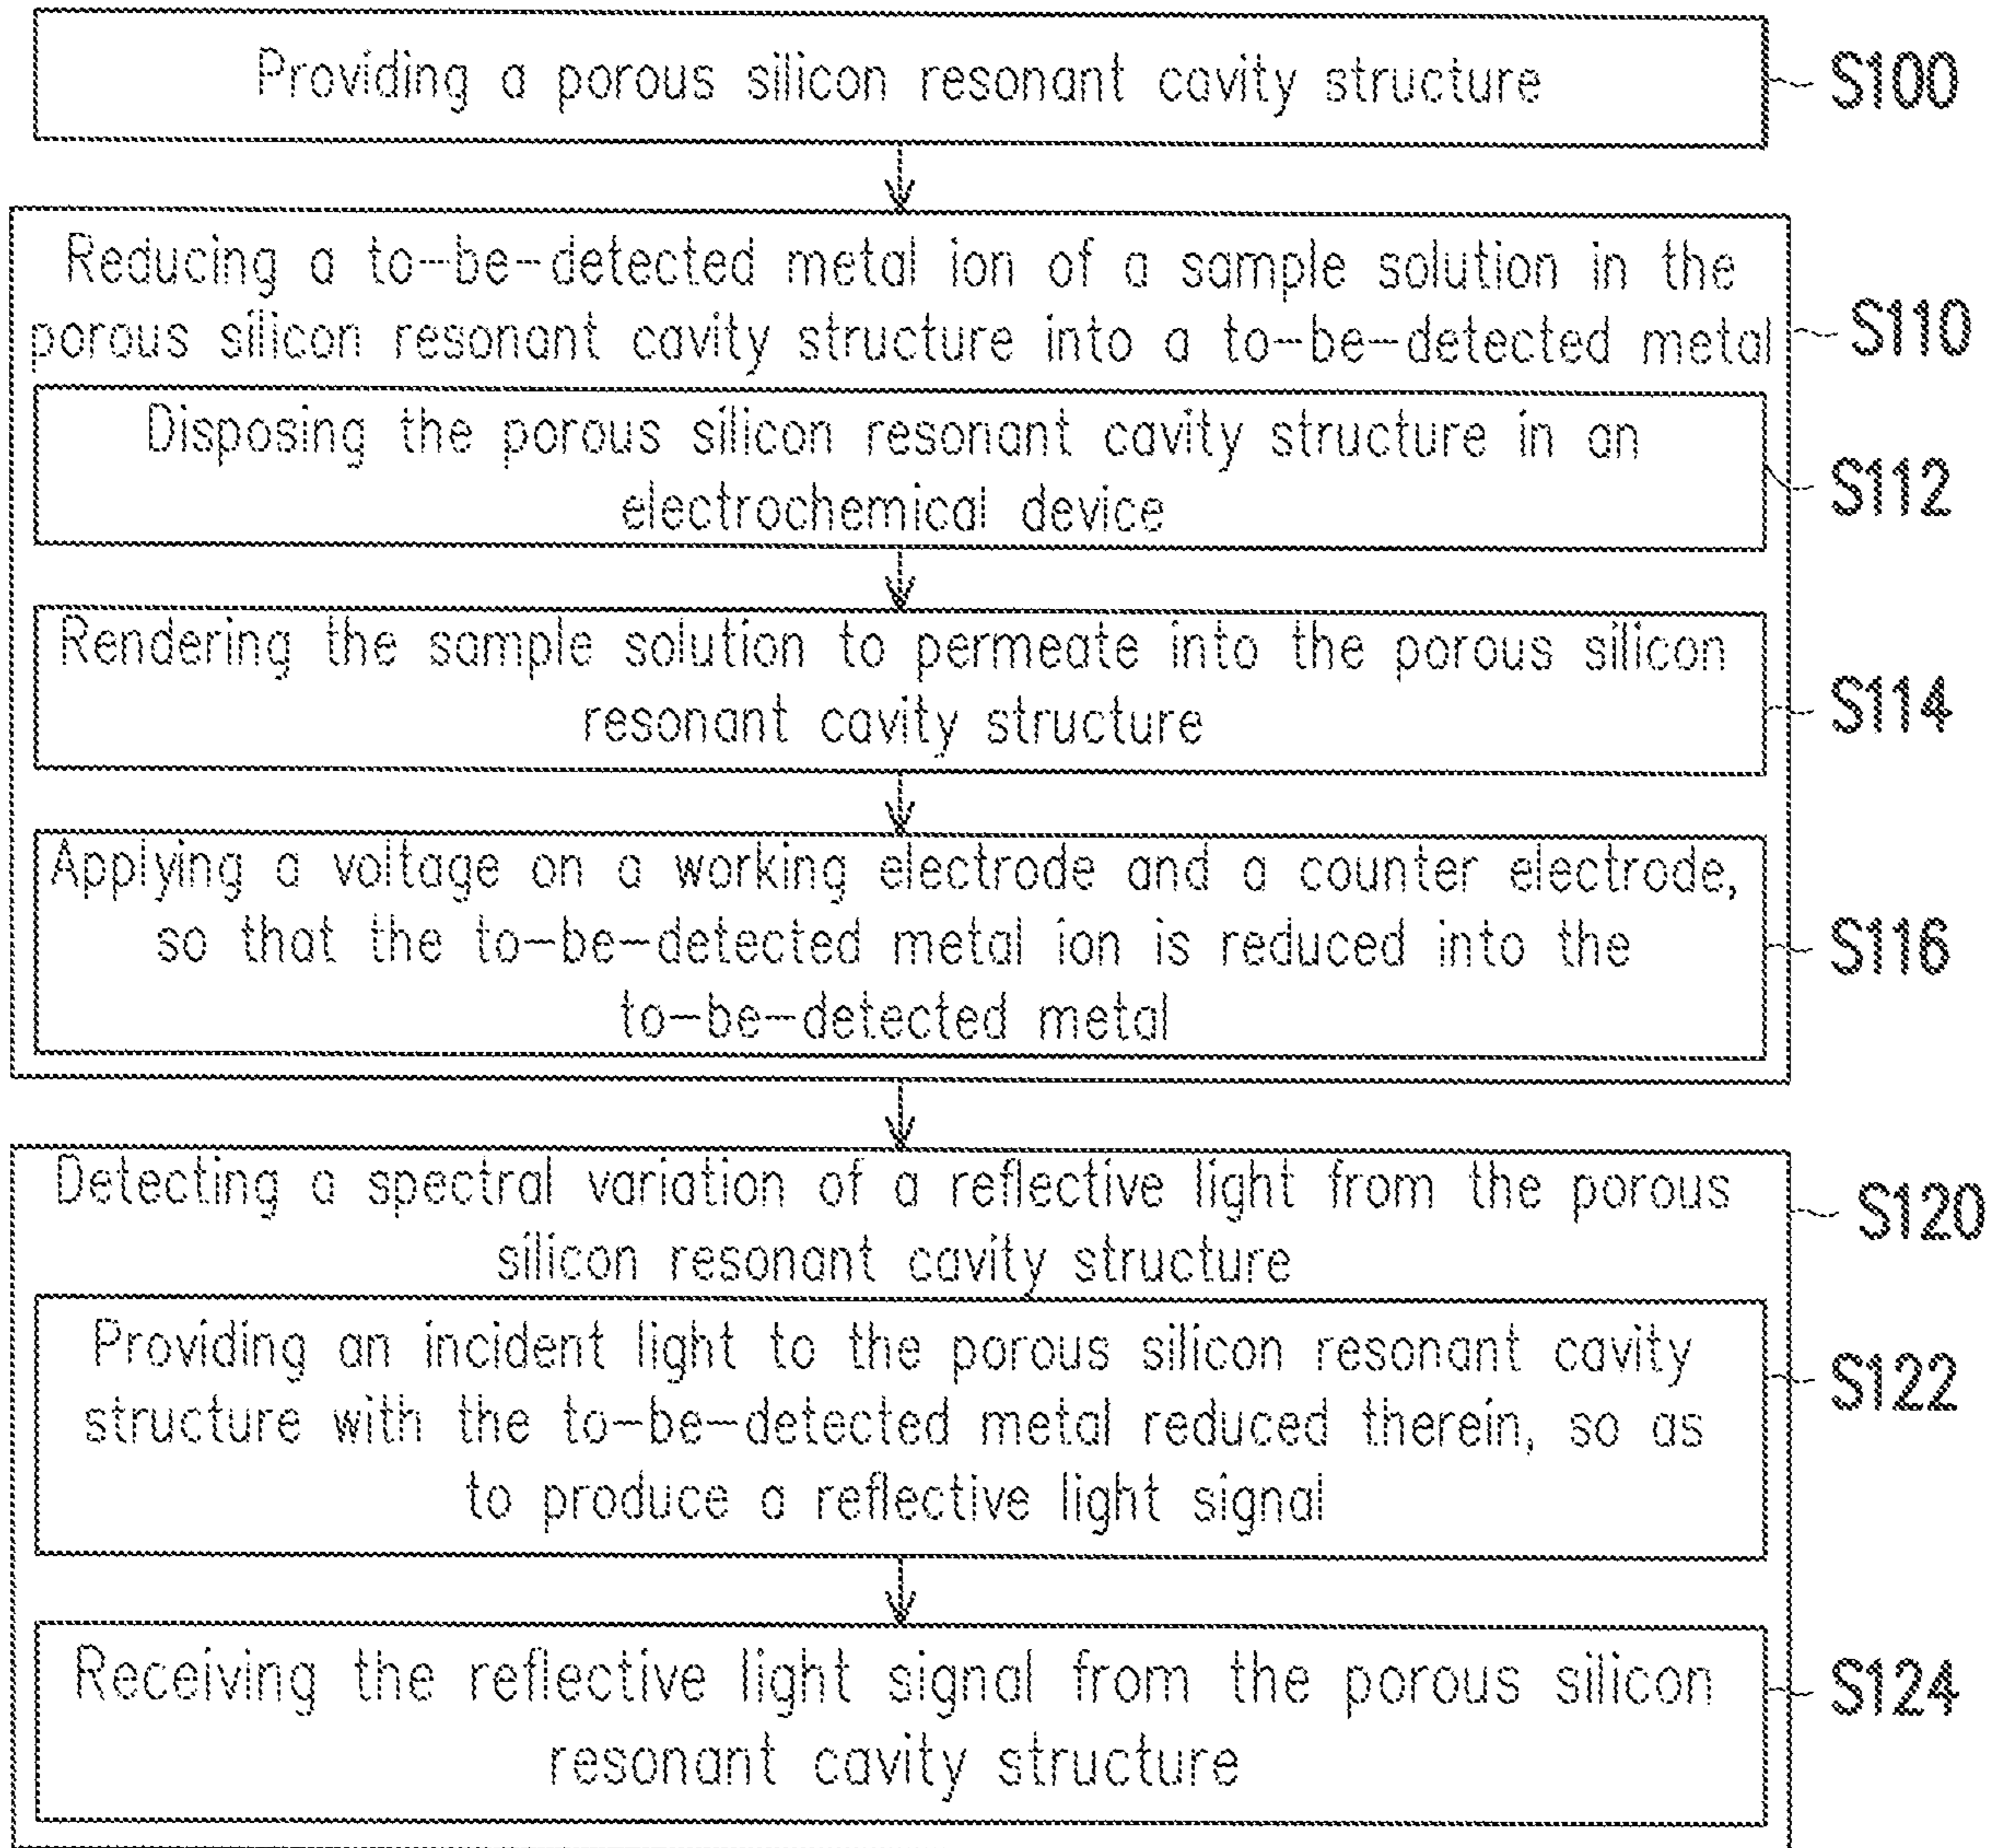 Providing a porous silicon resonant cavity structure
S100
Reducing a to-be-detected metal ion of a sample solution in the
porous silicon resonant cavity structure into a to-be-detected metal
S110
Disposing the porous silicon resonant cavity structure in an
electrochemical device
S112
Rendering the sample solution to permeate into the porous silicon
resonant cavity structure
S114
Applying a voltage on a working electrode and a counter electrode,
so that the to-be-detected metal ion is reduced into the
to-be-detected metal
S116
Detecting a spectral variation of a reflective light from the porous
silicon resonant cavity structure
S120
Providing an incident light to the porous silicon resonant cavity
structure with the to-be-detected metal reduced therein, so as
to produce a reflective light signal
S122
Receiving the reflective light signal from the porous silicon
resonant cavity structure
S124